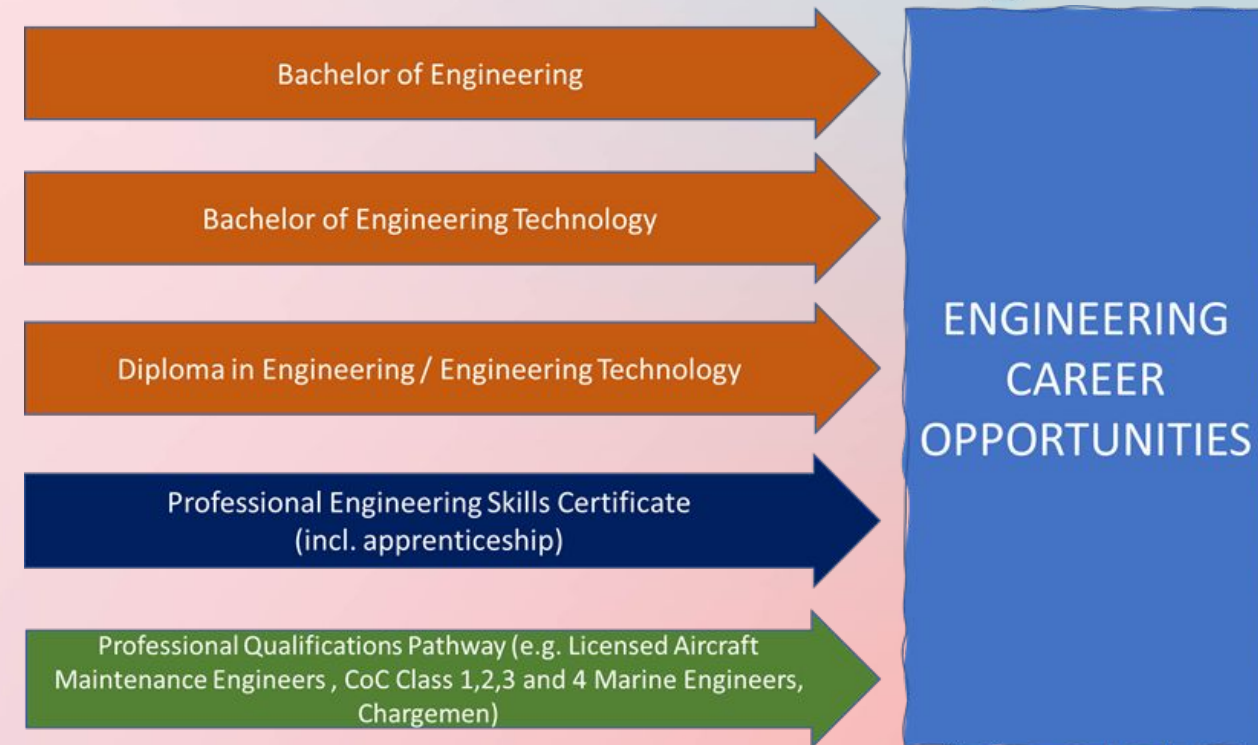 Bachelor of Engineering
Bachelor of Engineering Technology
Diploma in Engineering / Engineering Technology
Professional Engineering Skills Certificate
(incl. apprenticeship)
Professional Qualifications Pathway (e.g. Licensed Aircraft
Maintenance Engineers , CoC Class 1,2,3 and 4 Marine Engineers,
Chargemen)
ENGINEERING
CAREER
OPPORTUNITIES